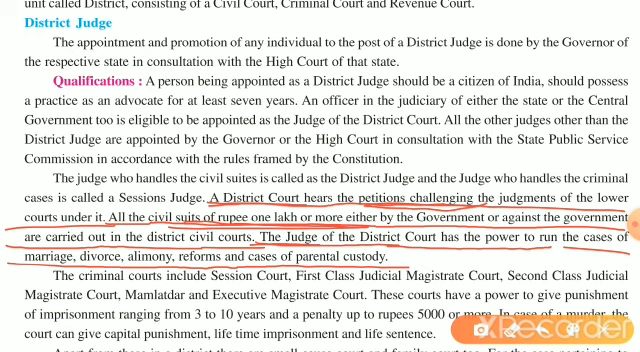 unit called District, consisting of a Civil Court, Criminal Court and Revenue Court.
District Judge
The appointment and promotion of any individual to the post of a District Judge is done by the Governor of
the respective state in consultation with the High Court of that state.
Qualifications : A person being appointed as a District Judge should be a citizen of India, should possess
a practice as an advocate for at least seven years. An officer in the judiciary of either the state or the Central
Government too is eligible to be appointed as the Judge of the District Court. All the other judges other than the
District Judge are appointed by the Governor or the High Court in consultation with the State Public Service
Commission in accordance with the rules framed by the Constitution.
The judge who handles the civil suites is called as the District Judge and the Judge who handles the criminal
cases is called a Sessions Judge. A District Court hears the petitions challenging the judgments of the lower
courts under it. All the civil suits of rupee one lakh or more either by the Government or against the government
are carried out in the district civil courts. The Judge of the District Court has the power to run the cases of
marriage, divorce, alimony, reforms and cases of parental custody.
The criminal courts include Session Court, First Class Judicial Magistrate Court, Second Class Judicial
Magistrate Court, Mamlatdar and Executive Magistrate Court. These courts have a power to give punishment
of imprisonment ranging from 3 to 10 years and a penalty up to rupees 5000 or more. In case of a murder, the
court can give capital punishment, life time imprisonment and life sentence.